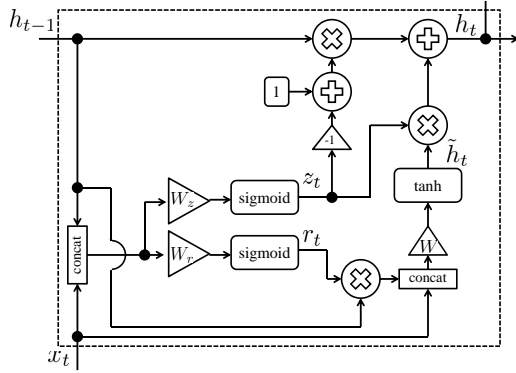 h_{t-1}
h_t
1
-1
h̃_t
z_t
W_z
sigmoid
tanh
concat
W_r
sigmoid
r_t
W
concat
x_t